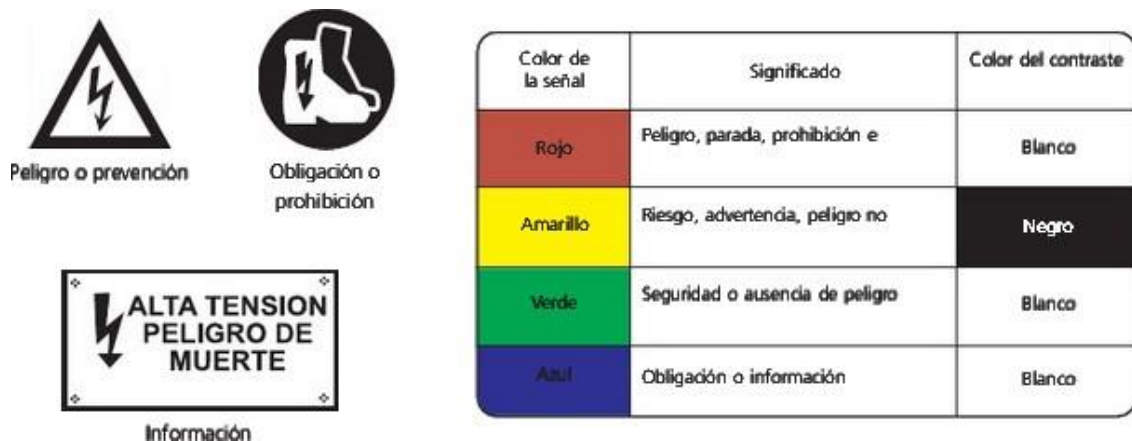 Peligro o prevención
Obligación o
prohibición
ALTA TENSION
PELIGRO DE
MUERTE
Información
Color de
la señal
Significado
Color del contraste
Rojo
Peligro, parada, prohibición e
Blanco
Amarillo
Riesgo, advertencia, peligro no
Negro
Verde
Seguridad o ausencia de peligro
Blanco
Azul
Obligación o información
Blanco